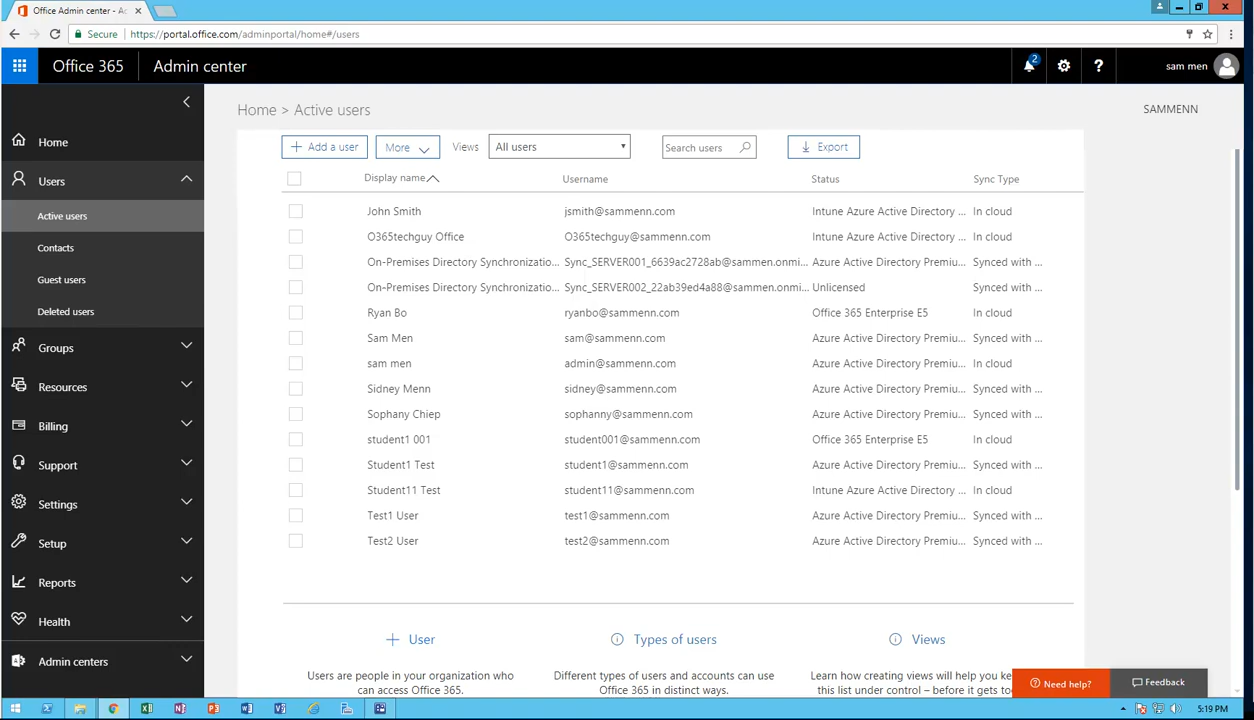 Office Admin center - A
Secure https://portal.office.com/adminportal/home#/users
Office 365 Admin center
2
sam men
Home > Active users
SAMMENN
Home
Users
Active users
Contacts
Guest users
Deleted users
Groups
Resources
Billing
Support
Settings
Setup
Reports
Health
Admin centers
+ Add a user More Views All users Search users Export
Display name Username Status Sync Type
John Smith jsmith@sammenn.com Intune Azure Active Directory ... In cloud
O365techguy Office O365techguy@sammenn.com Intune Azure Active Directory ... In cloud
On-Premises Directory Synchronizatio... Sync_SERVER001_6639ac2728ab@sammen.onmi... Azure Active Directory Premiu... Synced with ...
On-Premises Directory Synchronizatio... Sync_SERVER002_22ab39ed4a88@sammen.onmi... Unlicensed Synced with ...
Ryan Bo ryanbo@sammenn.com Office 365 Enterprise E5 In cloud
Sam Men sam@sammenn.com Azure Active Directory Premiu... Synced with ...
sam men admin@sammenn.com Azure Active Directory Premiu... In cloud
Sidney Menn sidney@sammenn.com Azure Active Directory Premiu... Synced with ...
Sophany Chiep sophanny@sammenn.com Azure Active Directory Premiu... Synced with ...
student1 001 student001@sammenn.com Office 365 Enterprise E5 In cloud
Student1 Test student1@sammenn.com Azure Active Directory Premiu... Synced with ...
Student11 Test student11@sammenn.com Intune Azure Active Directory ... In cloud
Test1 User test1@sammenn.com Azure Active Directory Premiu... Synced with ...
Test2 User test2@sammenn.com Azure Active Directory Premiu... Synced with ...
+ User
Users are people in your organization who
can access Office 365.
Types of users
Different types of users and accounts can use
Office 365 in distinct ways.
Views
Learn how creating views will help you ke
this list under control – before it gets to
Need help?
Feedback
5:19 PM